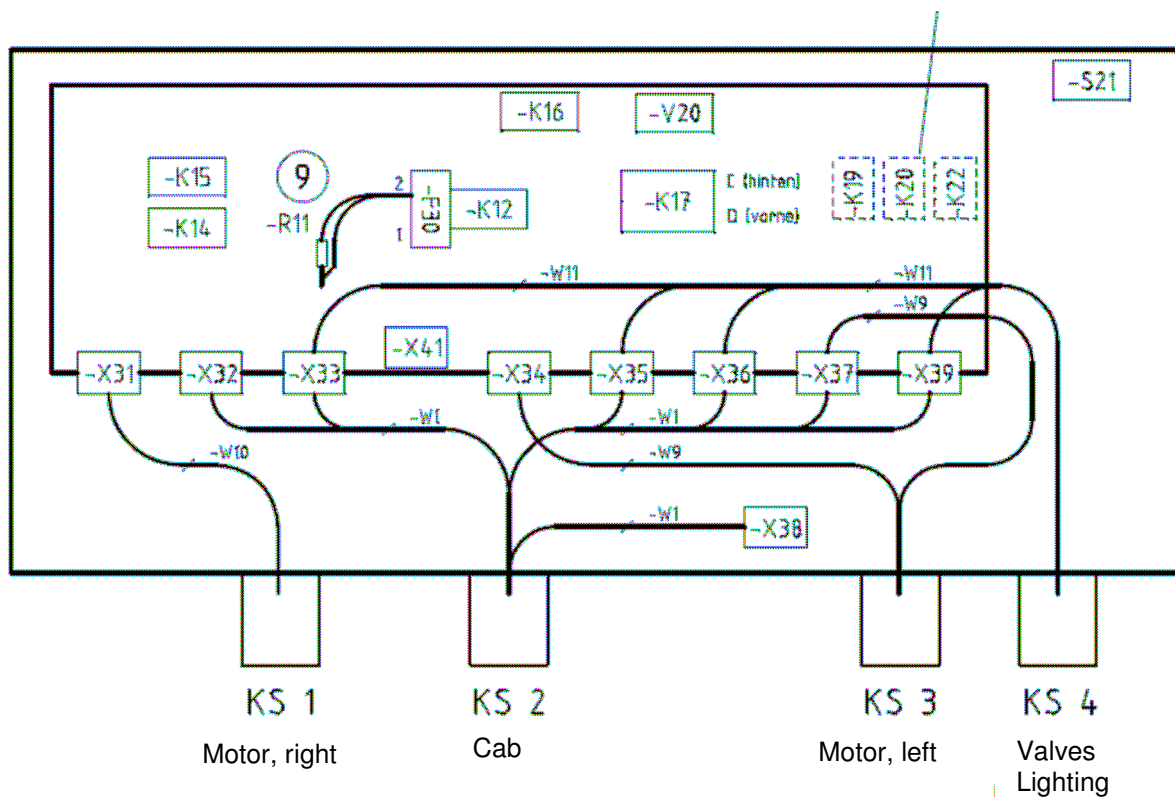 -S21
-K16
-V20
-K15
9
-K14
-R11
2
1
-F30
-K12
-K17
C (hinten)
D (vorne)
-K19
-K20
-K22
-W11
-W11
-W9
-X31
-X32
-X33
-X41
-X34
-X35
-X36
-X37
-X39
-W1
-W1
-W10
-W9
-W1
-X38
KS 1
KS 2
KS 3
KS 4
Motor, right
Cab
Motor, left
Valves
Lighting